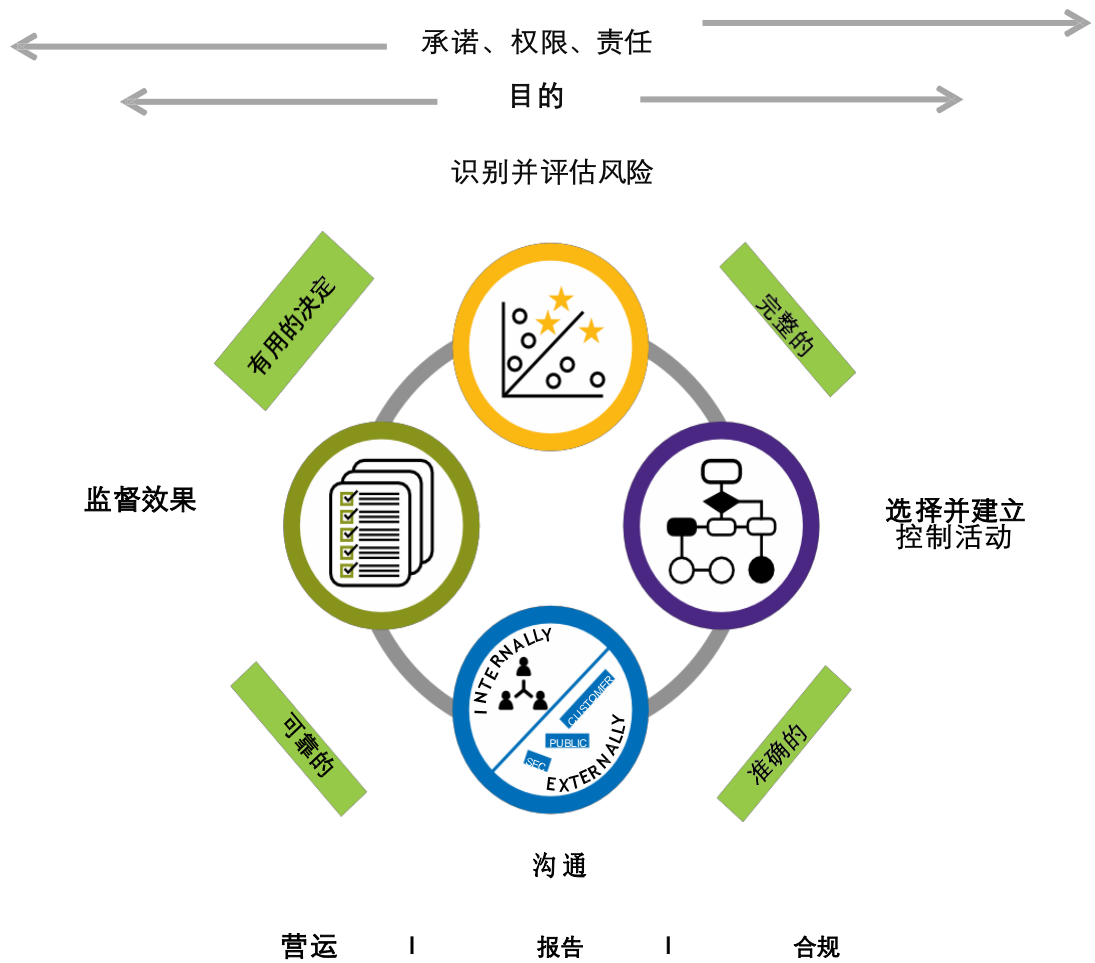 承诺、权限、责任
目的
识别并评估风险
有用的决定
完整的
监督效果
选择并建立
控制活动
INTERNALLY
CUSTOMER
PUBLIC
SEC
EXTERNALLY
可靠的
准确的
沟通
营运 | 报告 | 合规